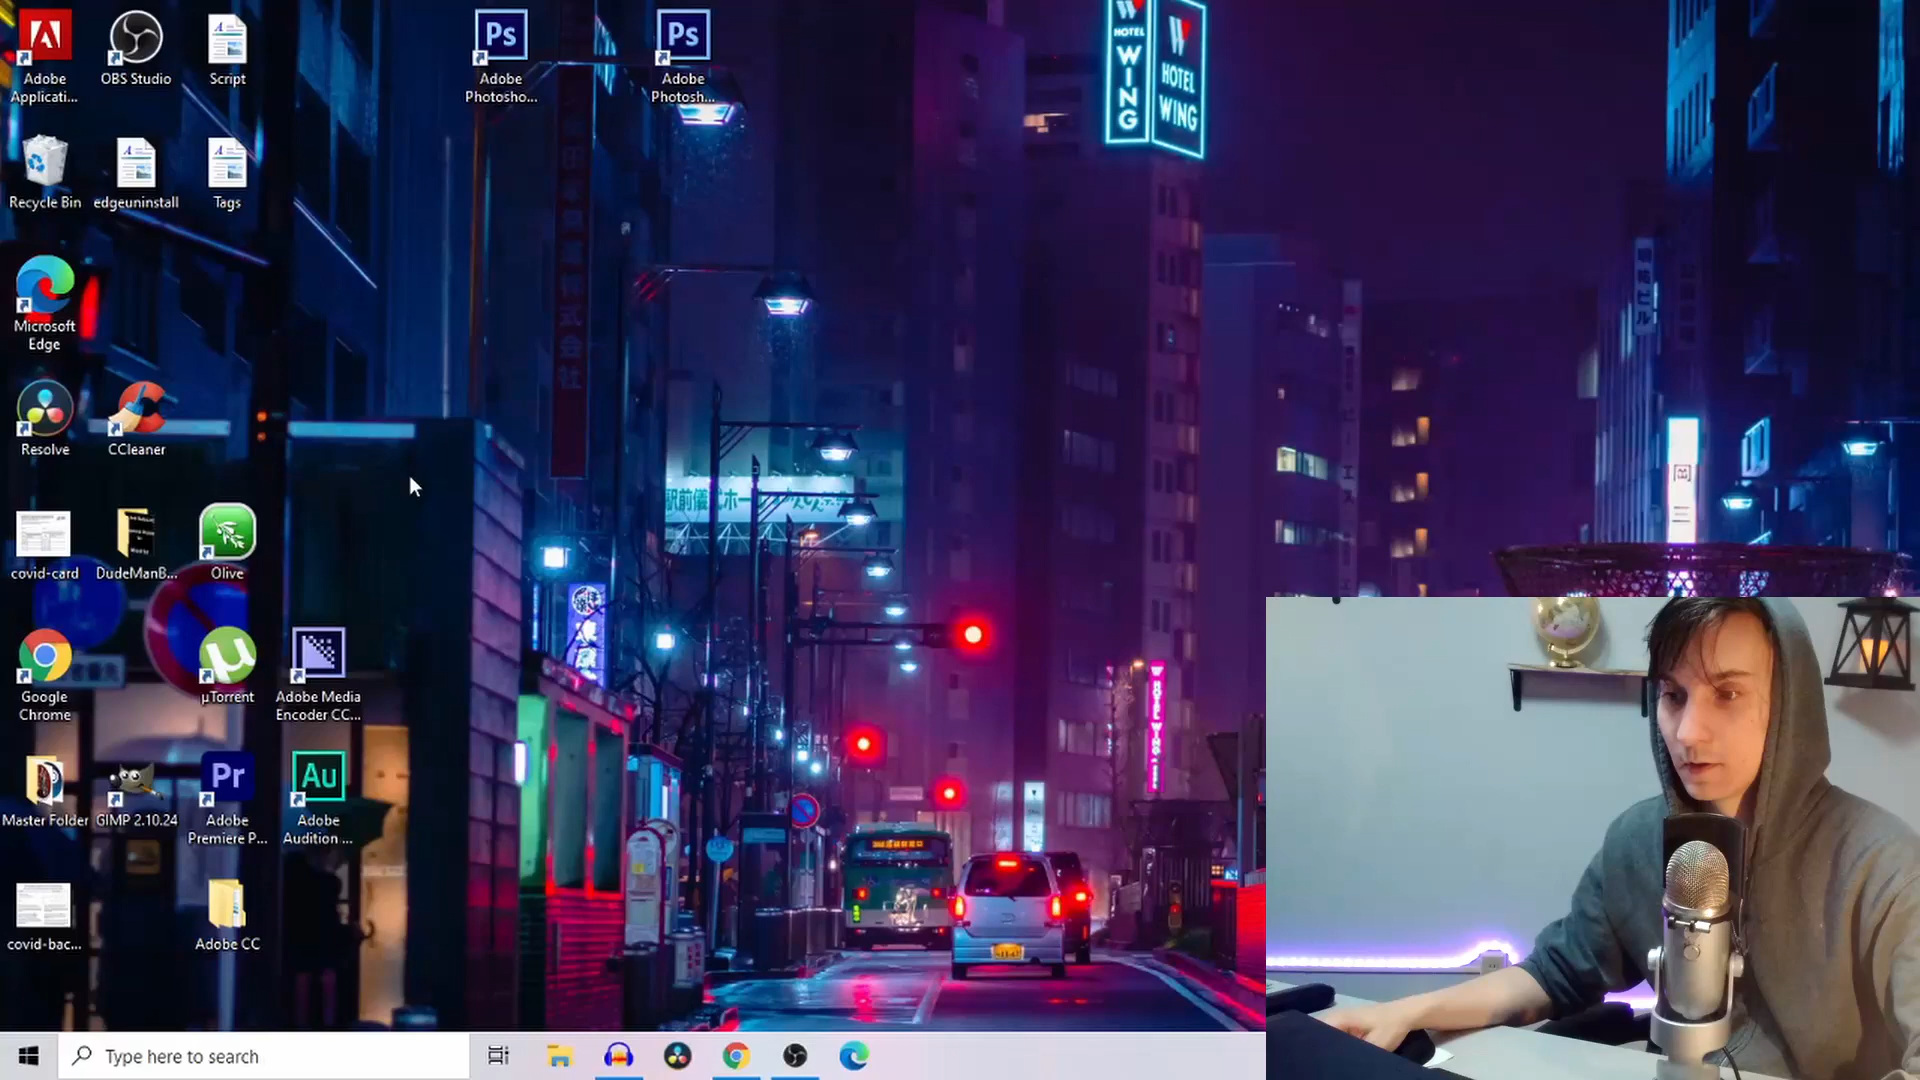 Adobe
Applicati...
OBS Studio
Script
Ps
Adobe
Photosho...
Ps
Adobe
Photosh...
HOTEL
WING
HOTEL
WING
Recycle Bin
edgeuninstall
Tags
Microsoft
Edge
Resolve
CCleaner
covid-card
DudeManB...
Olive
Google
Chrome
µTorrent
Adobe Media
Encoder CC...
HOTEL WING
Master Folder
GIMP 2.10.24
Pr
Adobe
Premiere P...
Au
Adobe
Audition ...
covid-bac...
Adobe CC
Type here to search